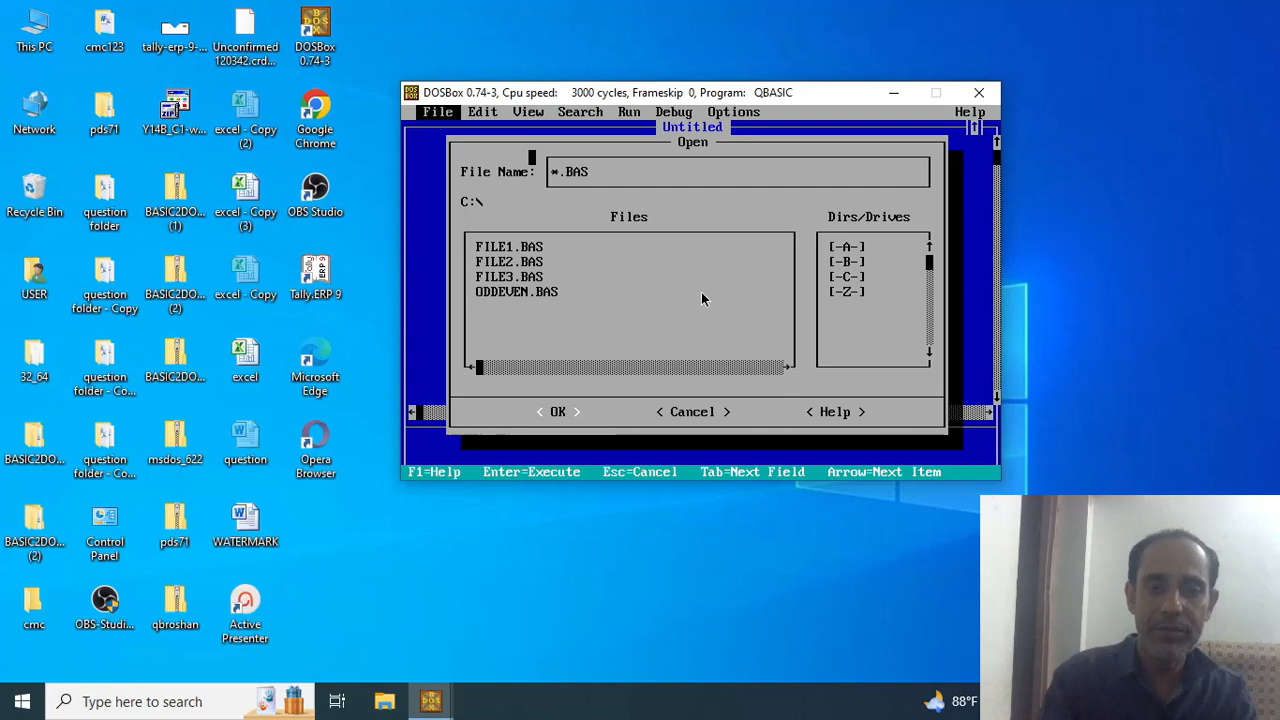 This PC
cmc123
tally-erp-9-...
Unconfirmed
120342.crd...
DOSBox
0.74-3
Network
pds71
Y14B_C1-w...
excel - Copy
(2)
Google
Chrome
Recycle Bin
question
folder
BASIC2DO...
(1)
excel - Copy
(3)
OBS Studio
USER
question
folder - Copy
BASIC2DO...
(2)
excel - Copy
Tally.ERP 9
32_64
question
folder - Co...
BASIC2DO...
excel
Microsoft
Edge
BASIC2DO...
question
folder - Co...
msdos_622
question
Opera
Browser
BASIC2DO...
(2)
Control
Panel
pds71
WATERMARK
cmc
OBS-Studi...
qbroshan
Active
Presenter
DOSBox 0.74-3, Cpu speed: 3000 cycles, Frameskip 0, Program: QBASIC
File Edit View Search Run Debug Options Help
Untitled
Open
File Name: *.BAS
C:\
Files Dirs/Drives
FILE1.BAS [-A-]
FILE2.BAS [-B-]
FILE3.BAS [-C-]
ODDEVEN.BAS [-Z-]
< OK > < Cancel > < Help >
F1=Help Enter=Execute Esc=Cancel Tab=Next Field Arrow=Next Item
Type here to search
88°F